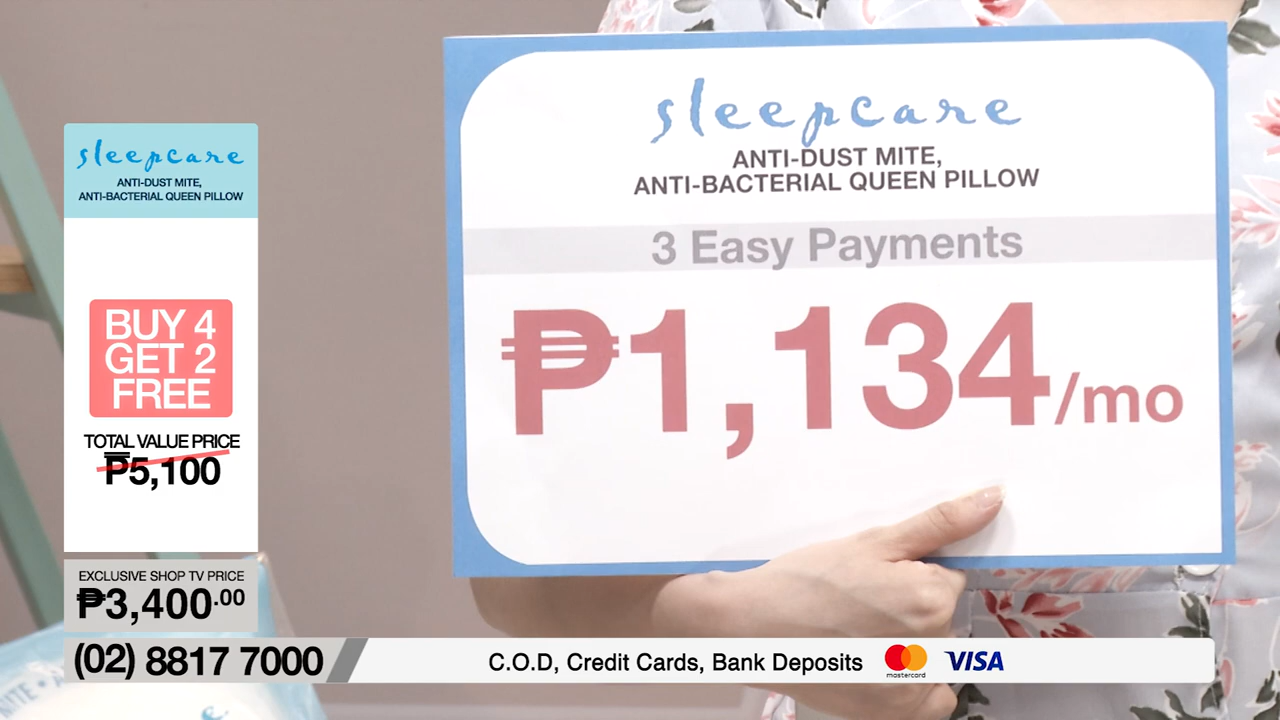 sleepcare
ANTI-DUST MITE,
ANTI-BACTERIAL QUEEN PILLOW
3 Easy Payments
₱1,134/mo
sleepcare
ANTI-DUST MITE,
ANTI-BACTERIAL QUEEN PILLOW
BUY 4
GET 2
FREE
TOTAL VALUE PRICE
₱5,100
EXCLUSIVE SHOP TV PRICE
₱3,400.00
(02) 8817 7000
C.O.D, Credit Cards, Bank Deposits
mastercard
VISA